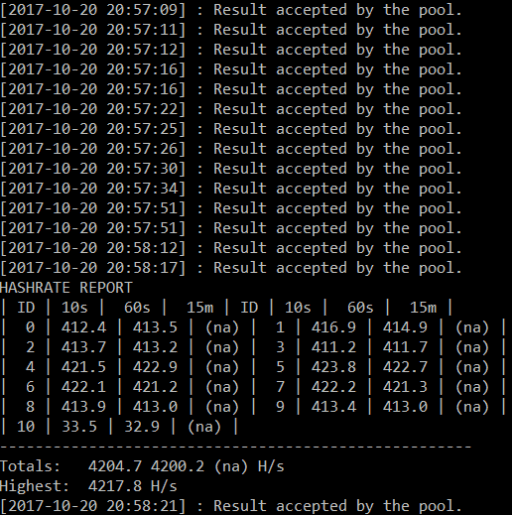 [2017-10-20 20:57:09] : Result accepted by the pool.
[2017-10-20 20:57:11] : Result accepted by the pool.
[2017-10-20 20:57:12] : Result accepted by the pool.
[2017-10-20 20:57:16] : Result accepted by the pool.
[2017-10-20 20:57:16] : Result accepted by the pool.
[2017-10-20 20:57:22] : Result accepted by the pool.
[2017-10-20 20:57:25] : Result accepted by the pool.
[2017-10-20 20:57:26] : Result accepted by the pool.
[2017-10-20 20:57:30] : Result accepted by the pool.
[2017-10-20 20:57:34] : Result accepted by the pool.
[2017-10-20 20:57:51] : Result accepted by the pool.
[2017-10-20 20:57:51] : Result accepted by the pool.
[2017-10-20 20:58:12] : Result accepted by the pool.
[2017-10-20 20:58:17] : Result accepted by the pool.
HASHRATE REPORT
| ID | 10s |  60s |  15m | ID | 10s |  60s |  15m |
|  0 | 412.4 | 413.5 | (na) |  1 | 416.9 | 414.9 | (na) |
|  2 | 413.7 | 413.2 | (na) |  3 | 411.2 | 411.7 | (na) |
|  4 | 421.5 | 422.9 | (na) |  5 | 423.8 | 422.7 | (na) |
|  6 | 422.1 | 421.2 | (na) |  7 | 422.2 | 421.3 | (na) |
|  8 | 413.9 | 413.0 | (na) |  9 | 413.4 | 413.0 | (na) |
| 10 | 33.5 | 32.9 | (na) |
-----------------------------------------------------
Totals:   4204.7 4200.2 (na) H/s
Highest:  4217.8 H/s
[2017-10-20 20:58:21] : Result accepted by the pool.